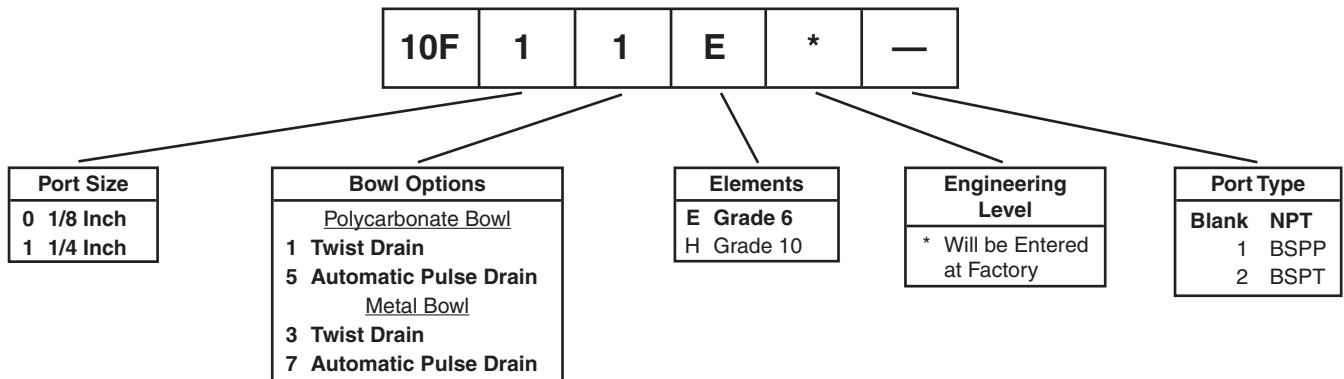 10F 1 1 E * —
Port Size
0 1/8 Inch
1 1/4 Inch
Bowl Options
Polycarbonate Bowl
1 Twist Drain
5 Automatic Pulse Drain
Metal Bowl
3 Twist Drain
7 Automatic Pulse Drain
Elements
E Grade 6
H Grade 10
Engineering
Level
* Will be Entered
at Factory
Port Type
Blank NPT
1 BSPP
2 BSPT